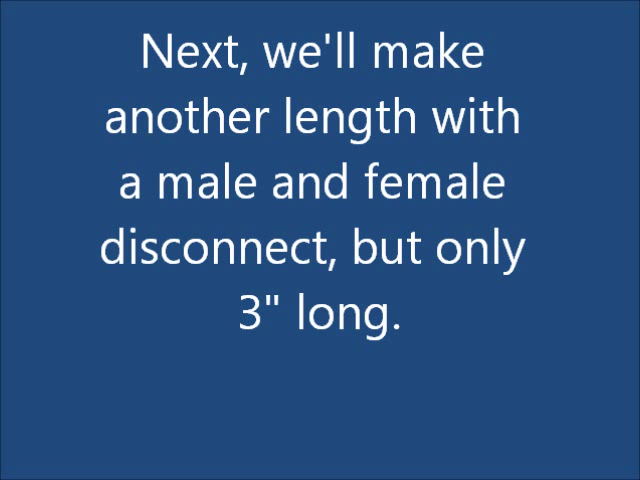 Next, we'll make
another length with
a male and female
disconnect, but only
3" long.